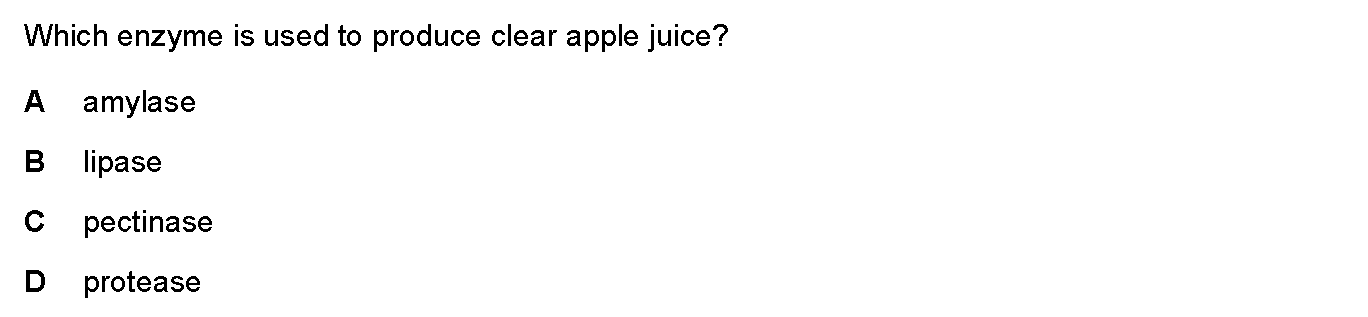 Which enzyme is used to produce clear apple juice?
A amylase
B lipase
C pectinase
D protease